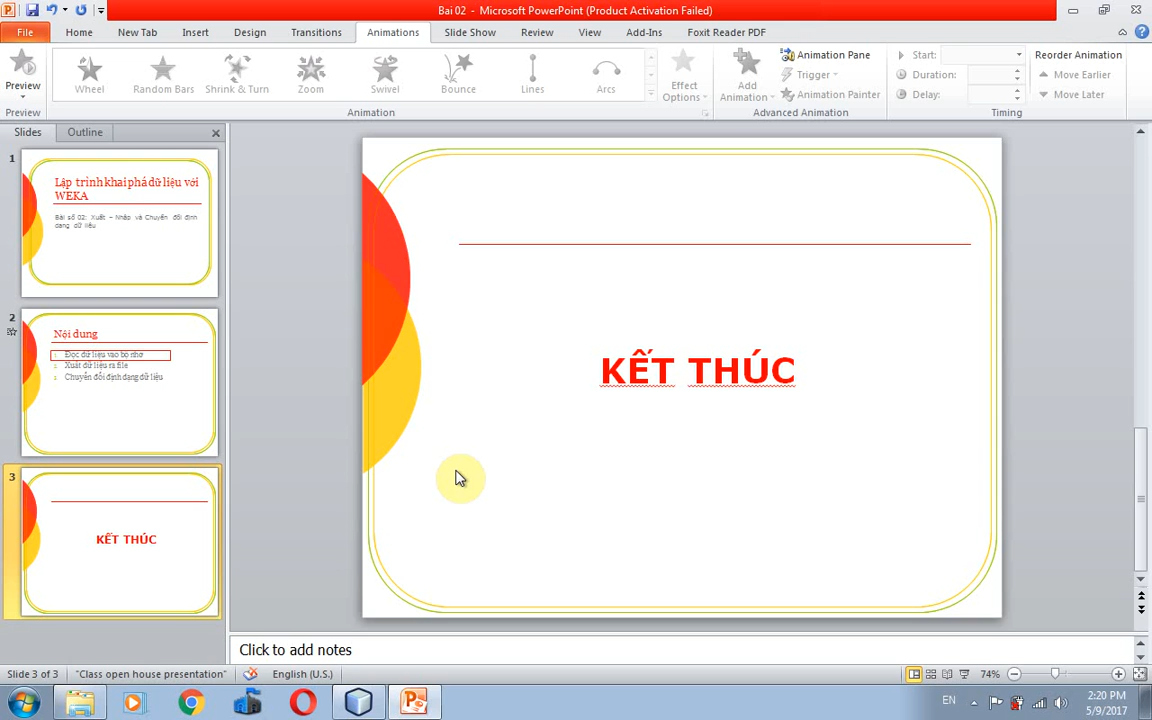 Bai 02 - Microsoft PowerPoint (Product Activation Failed)
File Home New Tab Insert Design Transitions Animations Slide Show Review View Add-Ins Foxit Reader PDF
Preview
Wheel Random Bars Shrink & Turn Zoom Swivel Bounce Lines Arcs
Effect Options
Add Animation
Animation Pane
Trigger
Animation Painter
Start:
Duration:
Delay:
Reorder Animation
Move Earlier
Move Later
Preview Animation Advanced Animation Timing
Slides Outline
1
Lập trình khai phá dữ liệu với
WEKA
Bài số 02: Xuất – Nhập và Chuyển đổi định
dạng dữ liệu
2
Nội dung
1. Đọc dữ liệu vào bộ nhớ
2. Xuất dữ liệu ra file
3. Chuyển đổi định dạng dữ liệu
3
KẾT THÚC
KẾT THÚC
Click to add notes
Slide 3 of 3 "Class open house presentation" English (U.S.) 74%
EN
2:20 PM
5/9/2017